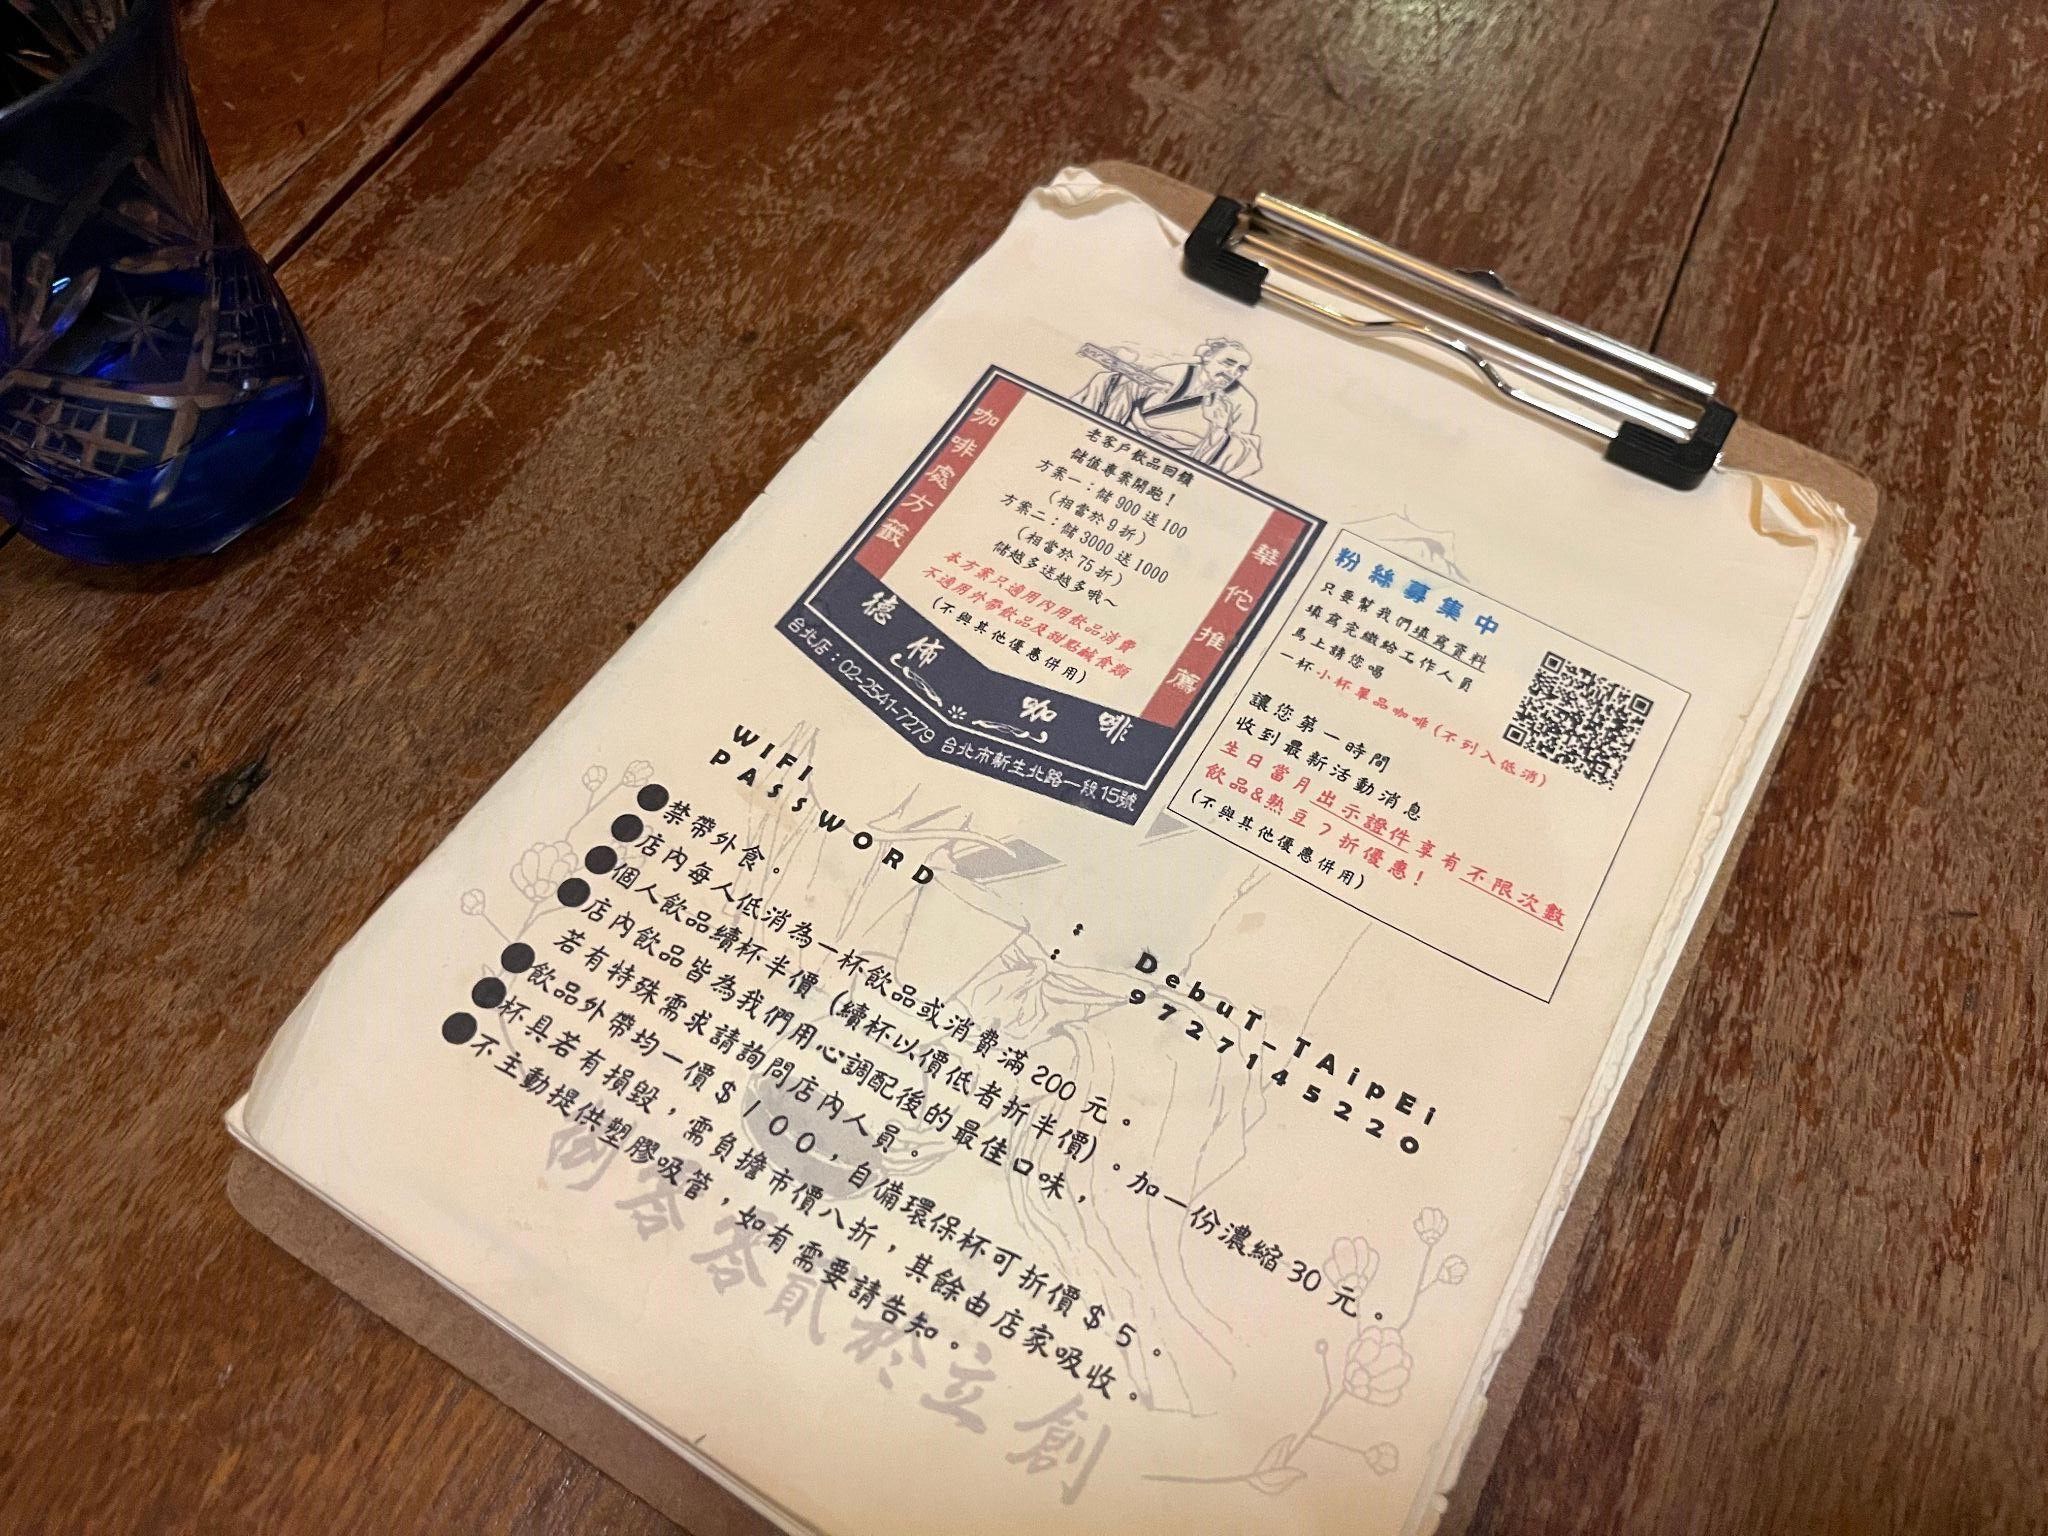 咖啡處方籤
老客戶飲品回饋
儲值專案開跑！
方案一：儲900送100
（相當於9折）
方案二：儲3000送1000
（相當於75折）
儲越多送越多哦~
本方案只適用內用飲品消費
不適用外帶飲品及甜點鹹食類
(不與其他優惠併用)
華佗推薦
德佈咖啡
台北店：02-2541-7279 台北市新生北路一段15號
粉絲募集中
只要幫我們填寫資料
填寫完繳給工作人員
馬上請您喝
一杯小杯單品咖啡(不列入低消)
讓您第一時間
收到最新活動消息
生日當月出示證件享有不限次數
飲品&熟豆7折優惠!
(不與其他優惠併用)
WIFI : DebuT_TAipEi
PAssWORD : 9727145220
●禁帶外食。
●店內每人低消為一杯飲品或消費滿200元。
●個人飲品續杯半價（續杯以價低者折半價）。加一份濃縮30元。
●店內飲品皆為我們用心調配後的最佳口味，
若有特殊需求請詢問店內人員。
●飲品外帶均一價$100，自備環保杯可折價$5。
●杯具若有損毀，需負擔市價八折，其餘由店家吸收。
●不主動提供塑膠吸管，如有需要請告知。
創立於貳零零捌